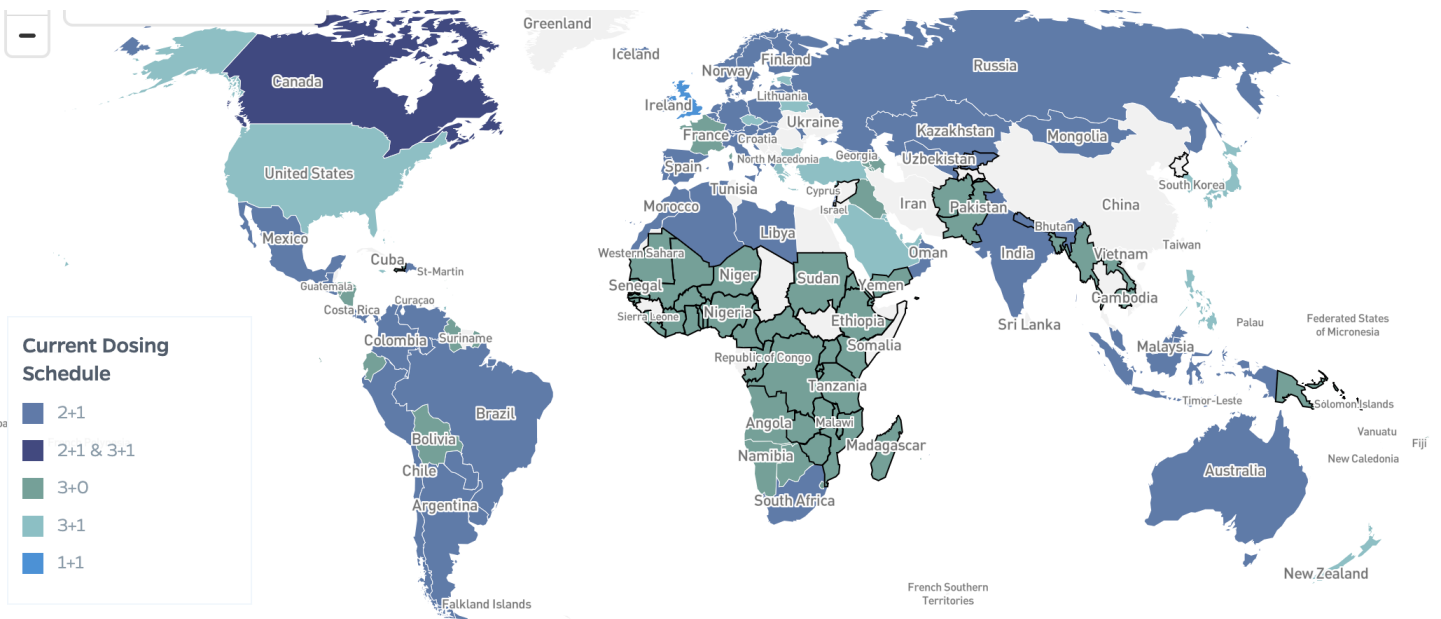 Greenland
Iceland
Finland
Norway
Russia
Canada
Lithuania
Ireland
Ukraine
France
Croatia
Kazakhstan
Mongolia
North Macedonia
Georgia
Uzbekistan
United States
Spain
South Korea
Tunisia
Cyprus
Morocco
Israel
Iran
Pakistan
China
Mexico
Libya
Bhutan
Taiwan
Western Sahara
Oman
India
Vietnam
Cuba
St-Martin
Niger
Sudan
Guatemala
Senegal
Yemen
Cambodia
Costa Rica
Curaçao
Sierra Leone
Nigeria
Ethiopia
Sri Lanka
Palau
Federated States
of Micronesia
Colombia
Suriname
Somalia
Malaysia
Republic of Congo
Tanzania
Timor-Leste
Solomon Islands
Brazil
Angola
Malawi
Vanuatu
Bolivia
Madagascar
Fiji
Namibia
New Caledonia
Chile
Australia
Argentina
South Africa
New Zealand
French Southern
Territories
Falkland Islands
Current Dosing
Schedule
2+1
2+1 & 3+1
3+0
3+1
1+1